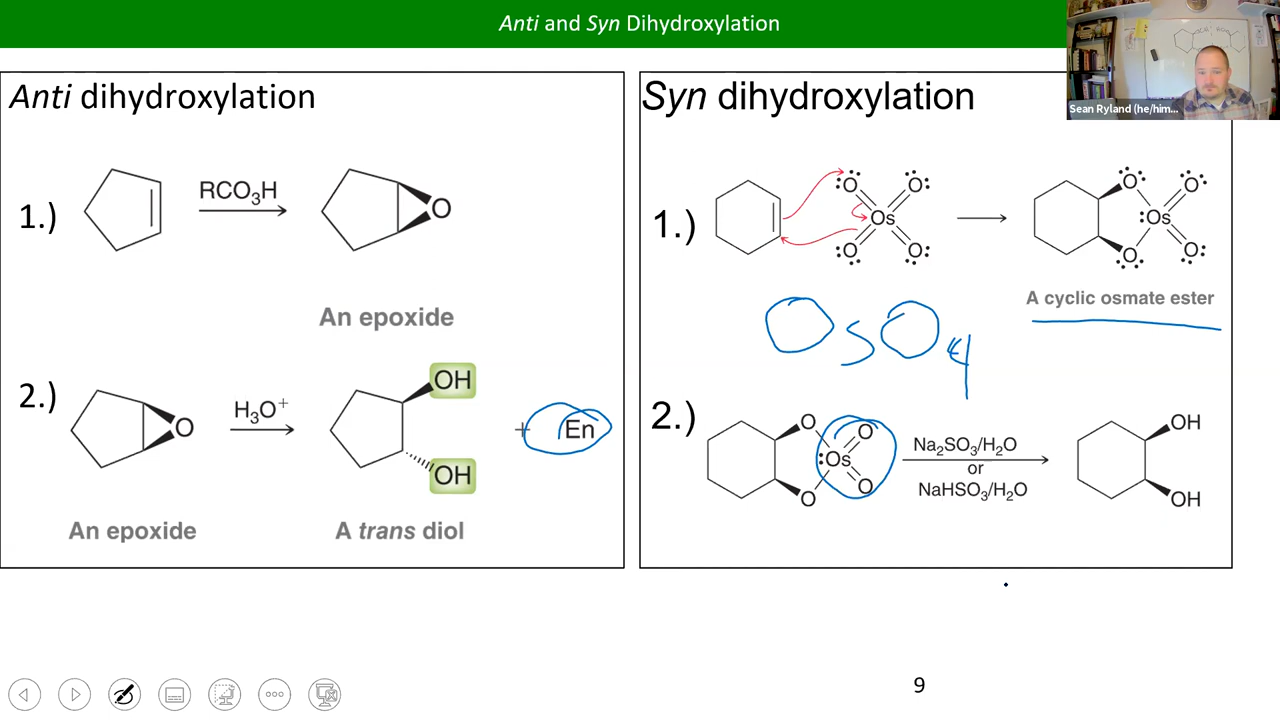 Anti and Syn Dihydroxylation
Sean Ryland (he/him...
Anti dihydroxylation
1.)
RCO₃H
O
An epoxide
2.)
O
H₃O⁺
OH
OH
+ En
An epoxide
A trans diol
Syn dihydroxylation
1.)
:O O:
Os
:O O:
O O:
:Os
O O:
A cyclic osmate ester
OsO4
2.)
O O
:Os
O O
Na₂SO₃/H₂O
or
NaHSO₃/H₂O
OH
OH
9